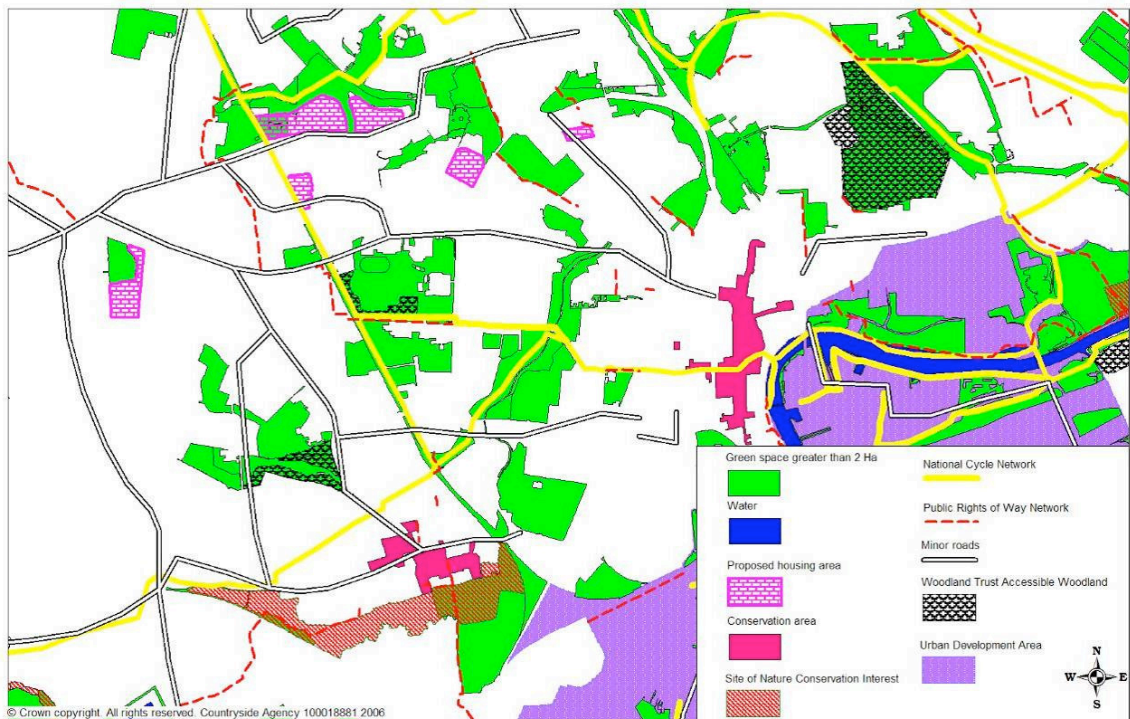 Green space greater than 2 Ha
Water
Proposed housing area
Conservation area
Site of Nature Conservation Interest
National Cycle Network
Public Rights of Way Network
Minor roads
Woodland Trust Accessible Woodland
Urban Development Area
N
W E
S
© Crown copyright. All rights reserved. Countryside Agency 100018881 2006